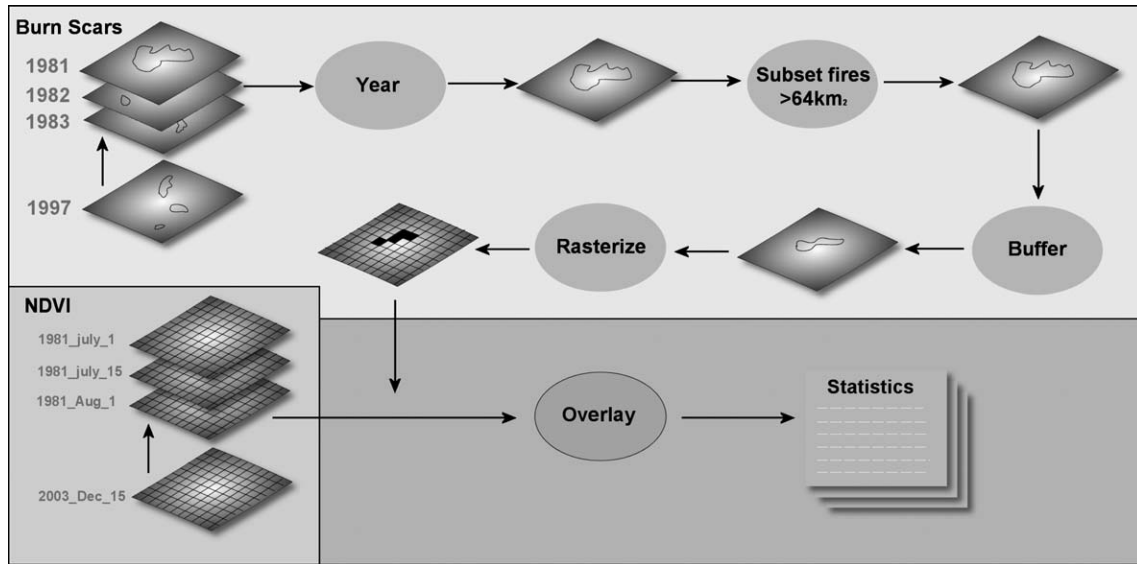 Burn Scars
1981
1982
1983
1997
Year
Subset fires
>64km₂
Rasterize
Buffer
NDVI
1981_july_1
1981_july_15
1981_Aug_1
2003_Dec_15
Overlay
Statistics